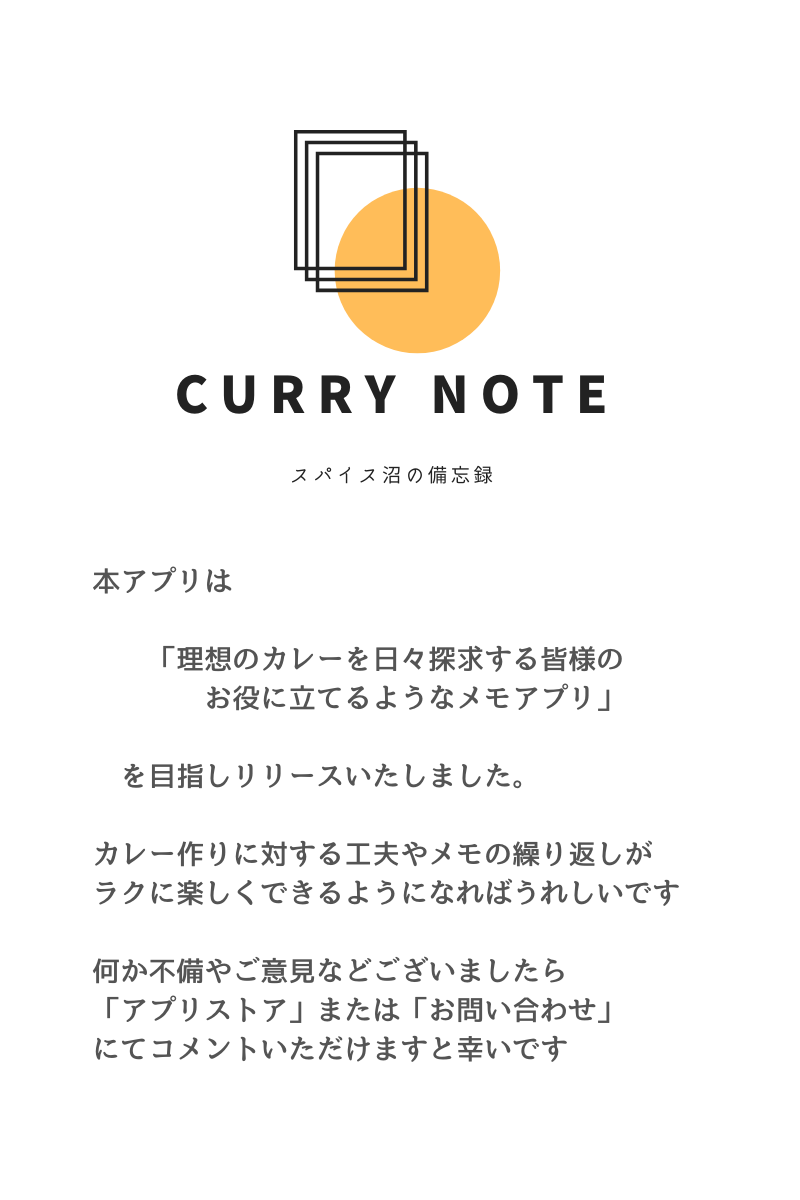 CURRY NOTE
スパイス沼の備忘録
本アプリは
「理想のカレーを日々探求する皆様の
お役に立てるようなメモアプリ」
を目指しリリースいたしました。
カレー作りに対する工夫やメモの繰り返しが
ラクに楽しくできるようになればうれしいです
何か不備やご意見などございましたら
「アプリストア」または「お問い合わせ」
にてコメントいただけますと幸いです